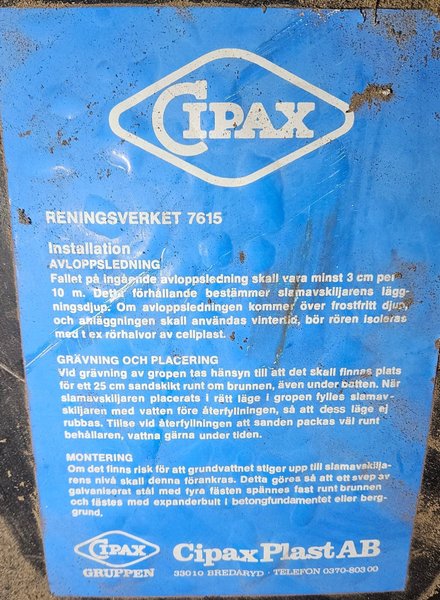 CIPAX
RENINGSVERKET 7615
Installation
AVLOPPSLEDNING
Fallet på ingående avloppsledning skall vara minst 3 cm per
10 m. Detta förhållande bestämmer slamavskiljarens lägg-
ningsdjup. Om avloppsledningen kommer över frostfritt djup
och anläggningen skall användas vintertid, bör rören isoleras
med t ex rörhalvor av cellplast.
GRÄVNING OCH PLACERING
Vid grävning av gropen tas hänsyn till att det skall finnas plats
för ett 25 cm sandskikt runt om brunnen, även under botten. När
slamavskiljaren placerats i rätt läge i gropen fylles slamav-
skiljaren med vatten före återfyllningen, så att dess läge ej
rubbas. Tillse vid återfyllningen att sanden packas väl runt
behållaren, vattna gärna under tiden.
MONTERING
Om det finns risk för att grundvattnet stiger upp till slamavskilja-
rens nivå skall denna förankras. Detta göres så att ett svep av
galvaniserat stål med fyra fästen spännes fast runt brunnen
och fästes med expanderbult i betongfundamentet eller berg-
grund.
CIPAX
GRUPPEN
Cipax Plast AB
33010 BREDARYD · TELEFON 0370-803 00